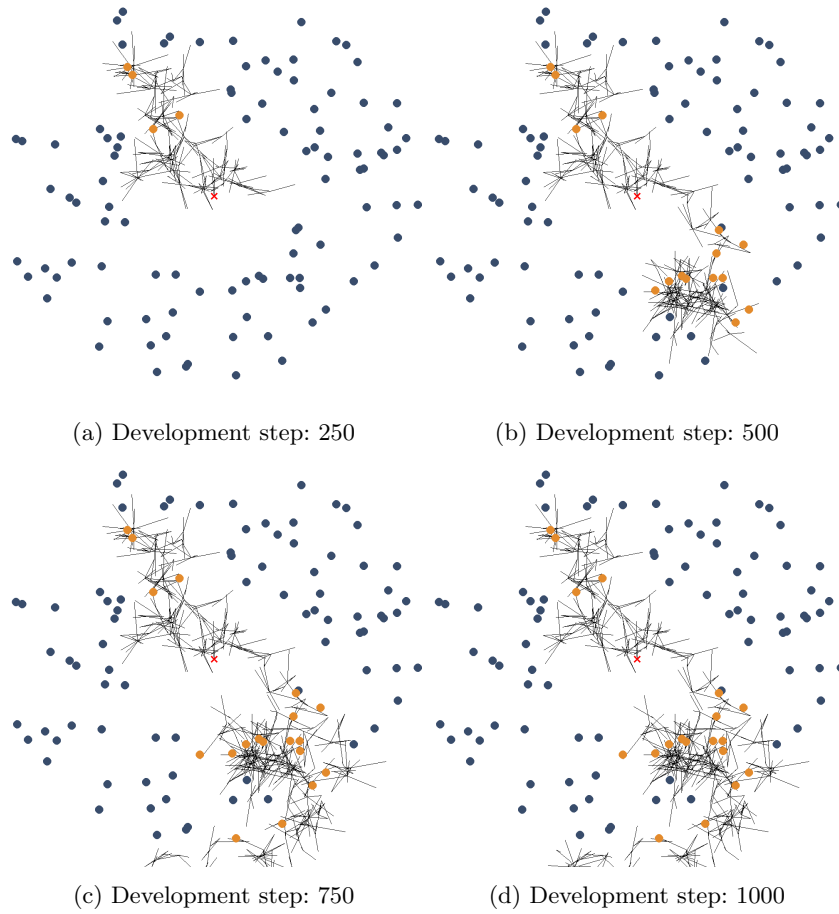 (a) Development step: 250
(b) Development step: 500
(c) Development step: 750
(d) Development step: 1000